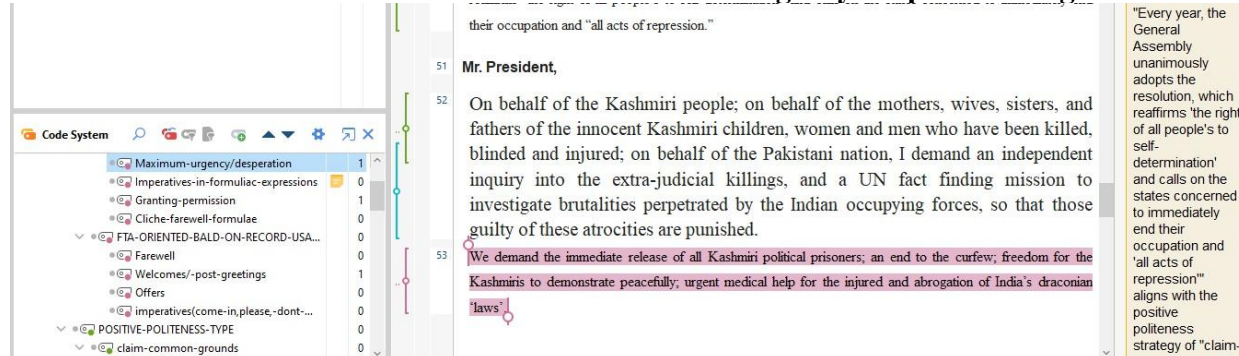 their occupation and “all acts of repression.”
51 Mr. President,
52 On behalf of the Kashmiri people; on behalf of the mothers, wives, sisters, and
fathers of the innocent Kashmiri children, women and men who have been killed,
blinded and injured; on behalf of the Pakistani nation, I demand an independent
inquiry into the extra-judicial killings, and a UN fact finding mission to
investigate brutalities perpetrated by the Indian occupying forces, so that those
guilty of these atrocities are punished.
53 We demand the immediate release of all Kashmiri political prisoners; an end to the curfew; freedom for the
Kashmiris to demonstrate peacefully; urgent medical help for the injured and abrogation of India’s draconian
‘laws’.
Code System
Maximum-urgency/desperation 1
Imperatives-in-formuliac-expressions 0
Granting-permission 1
Cliche-farewell-formulae 0
FTA-ORIENTED-BALD-ON-RECORD-USA... 0
Farewell 0
Welcomes/-post-greetings 1
Offers 0
imperatives(come-in,please,-dont-... 0
POSITIVE-POLITENESS-TYPE 0
claim-common-grounds 0
"Every year, the
General
Assembly
unanimously
adopts the
resolution, which
reaffirms 'the right
of all people's to
self-
determination'
and calls on the
states concerned
to immediately
end their
occupation and
'all acts of
repression'"
aligns with the
positive
politeness
strategy of "claim-